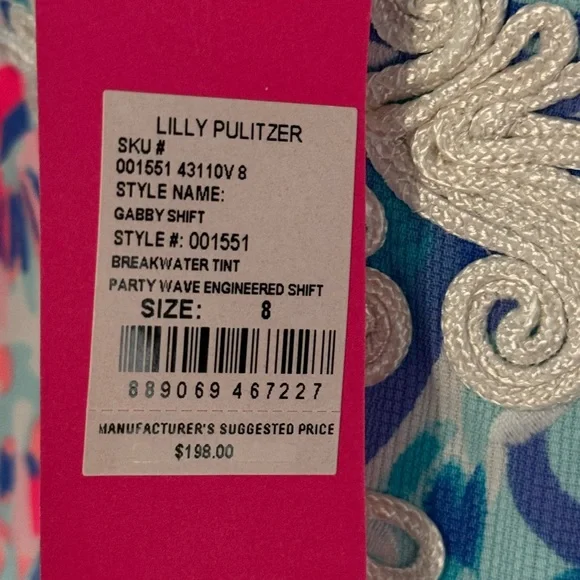 LILLY PULITZER
SKU #
001551 43110V 8
STYLE NAME:
GABBY SHIFT
STYLE #: 001551
BREAKWATER TINT
PARTY WAVE ENGINEERED SHIFT
SIZE: 8
889069 467227
MANUFACTURER'S SUGGESTED PRICE
$198.00